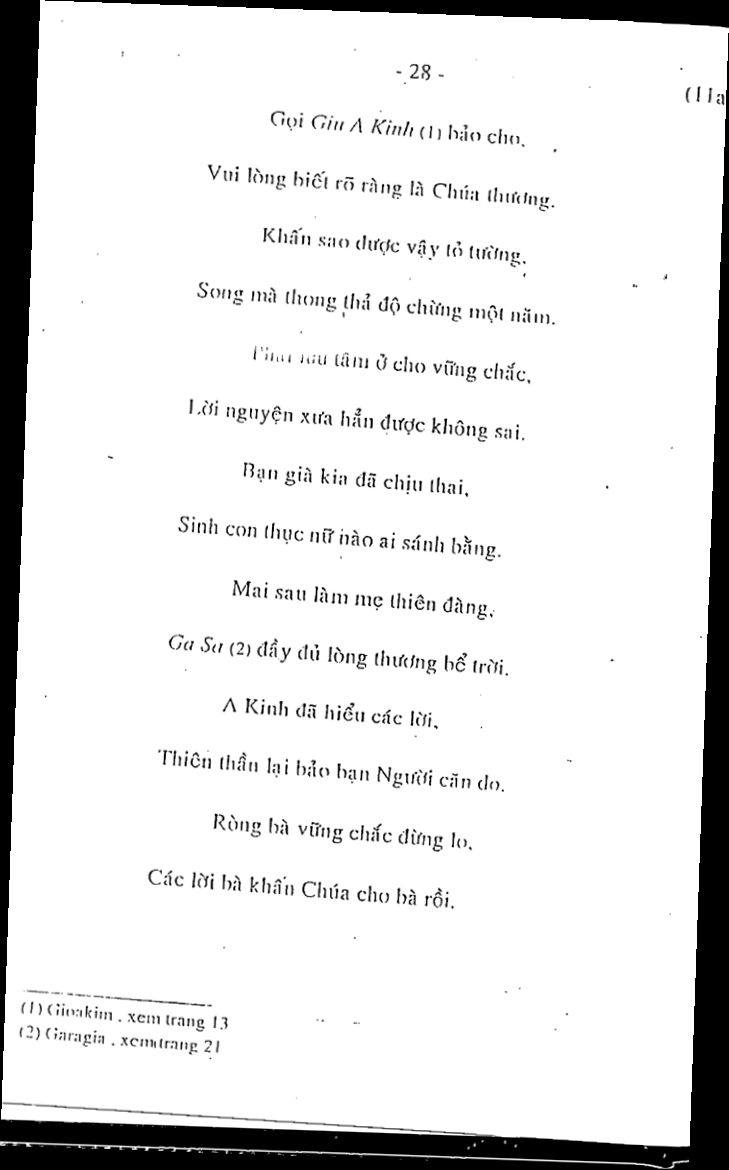 - 28 -
(11a
Gọi Giu A Kinh (1) bảo cho,
Vui lòng biết rõ ràng là Chúa thương.
Khấn sao được vậy tỏ tường,
Song mà thong thả độ chừng một năm.
tâm ở cho vững chắc,
Lời nguyện xưa hẳn được không sai.
Bạn già kia đã chịu thai,
Sinh con thục nữ nào ai sánh bằng.
Mai sau làm mẹ thiên đàng,
Ga Sa (2) đầy đủ lòng thương bể trời.
A Kinh đã hiểu các lời,
Thiên thần lại bảo bạn Người căn do.
Ròng bà vững chắc đừng lo,
Các lời bà khấn Chúa cho bà rồi.
(1) Gioakim , xem trang 13
(2) Garagia , xem trang 21